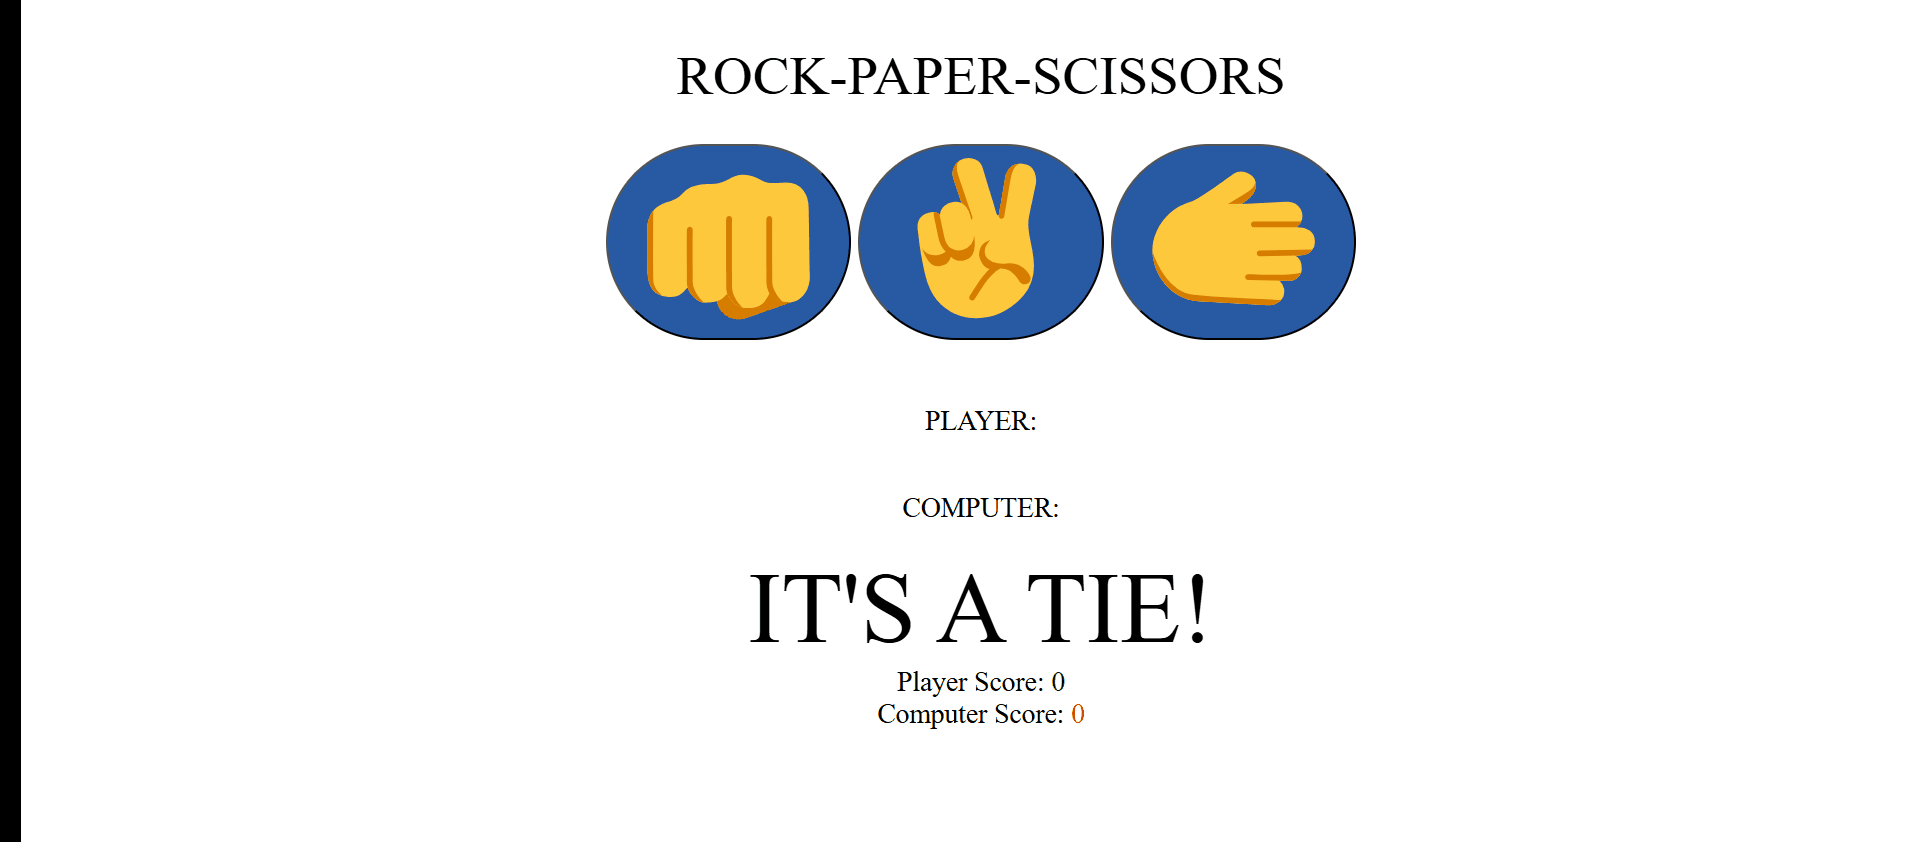 ROCK-PAPER-SCISSORS
PLAYER:
COMPUTER:
IT'S A TIE!
Player Score: 0
Computer Score: 0